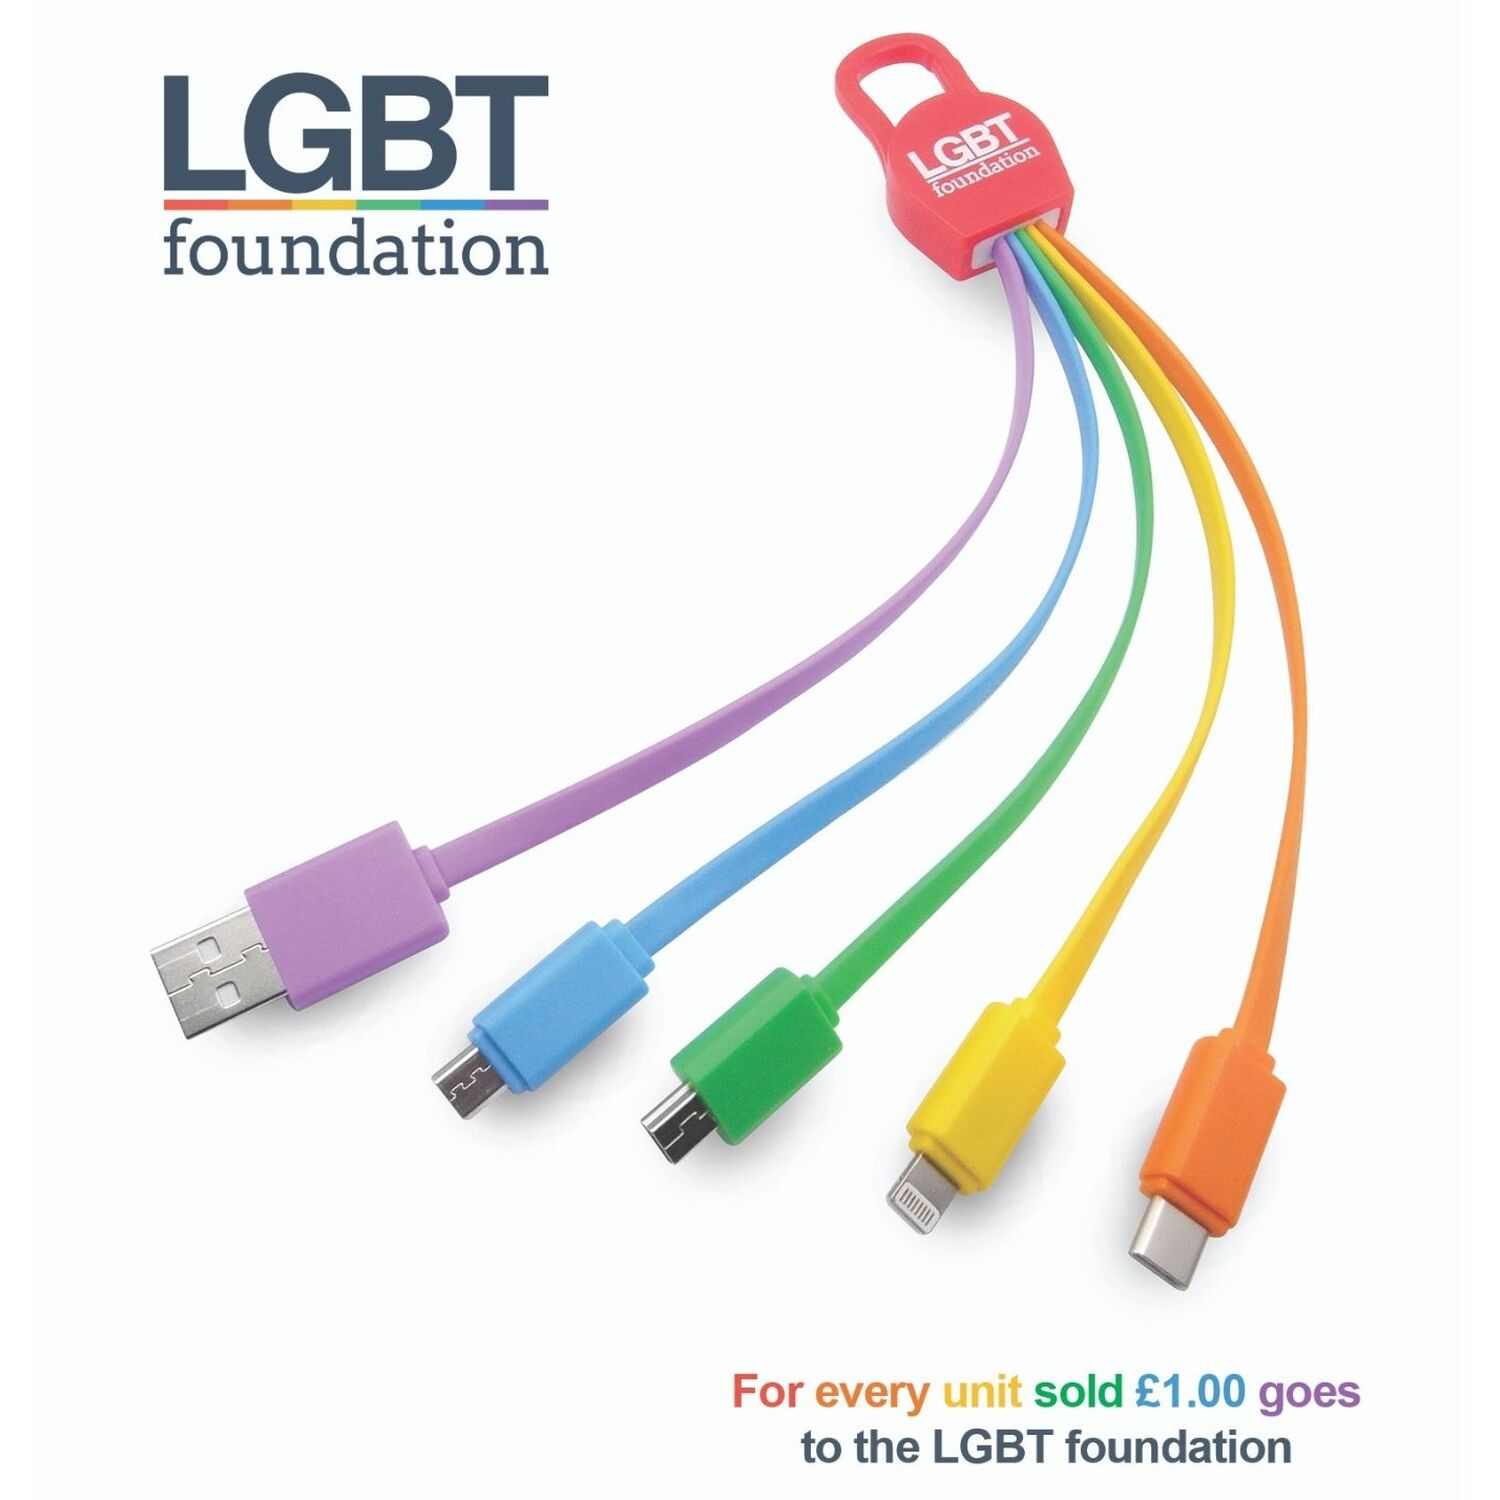 LGBT
foundation
LGBT
foundation
For every unit sold £1.00 goes
to the LGBT foundation